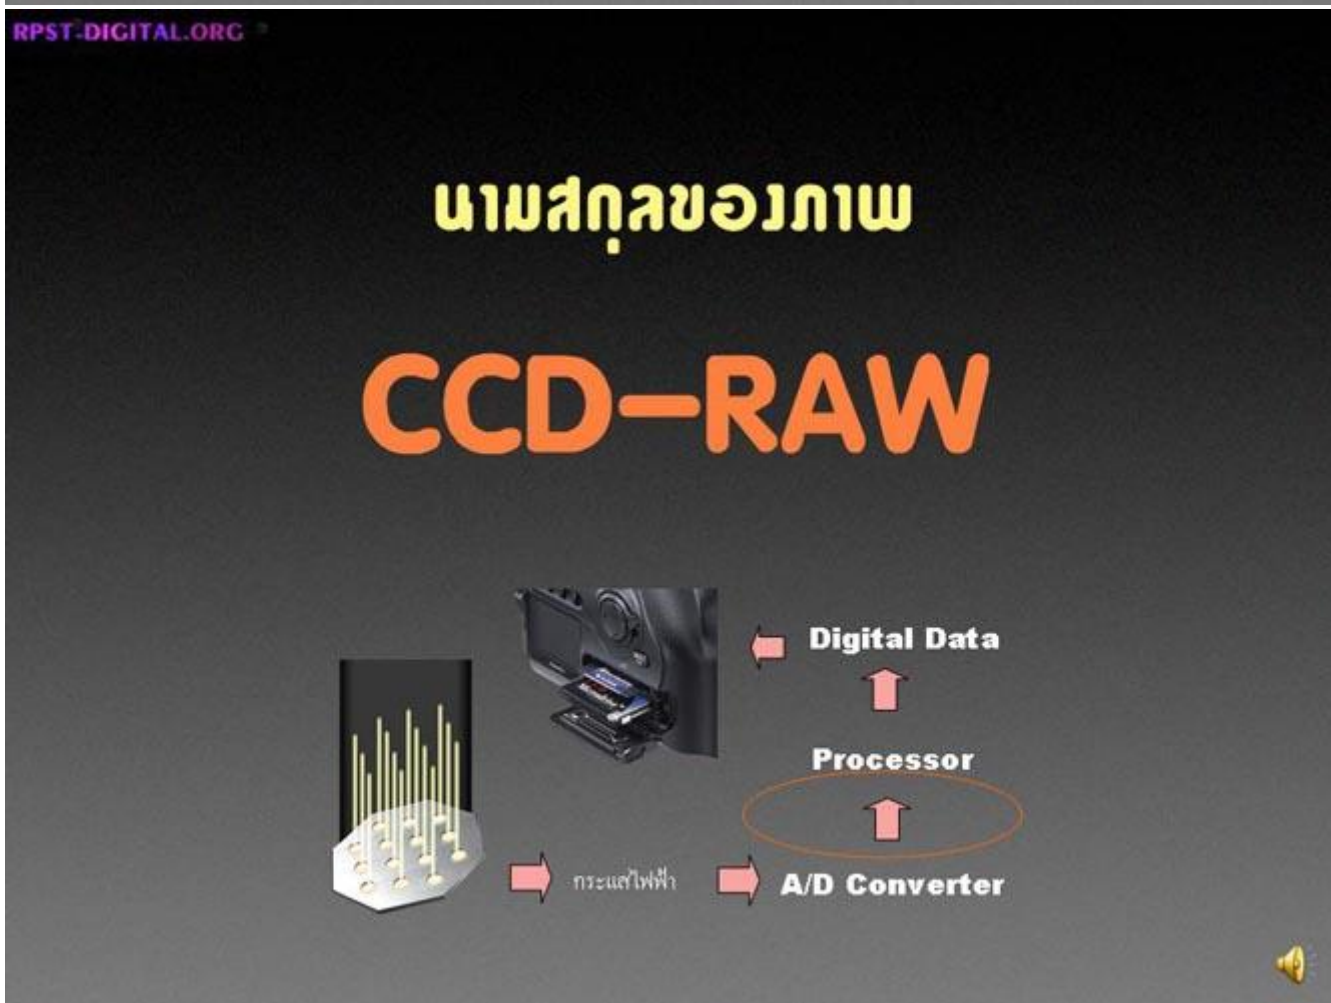 RPST-DIGITAL.ORG
นามสกุลของภาพ
CCD-RAW
Digital Data
Processor
กระแสไฟฟ้า
A/D Converter